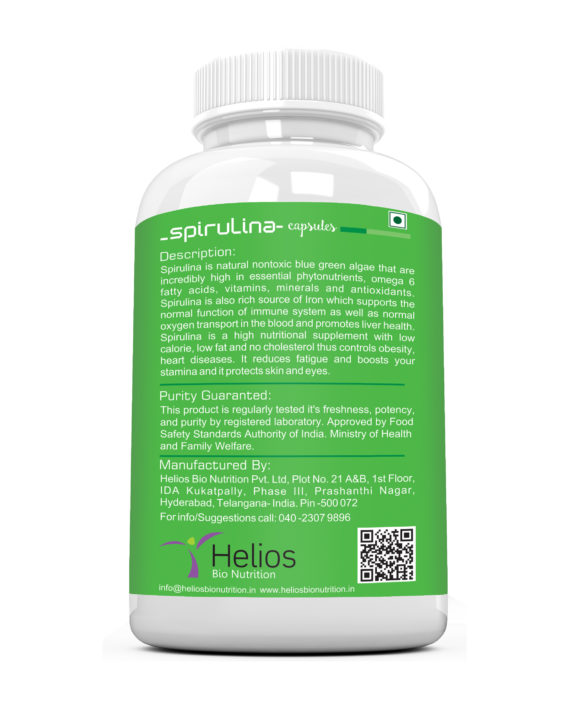 _spirulina- capsules
Description:
Spirulina is natural nontoxic blue green algae that are
incredibly high in essential phytonutrients, omega 6
fatty acids, vitamins, minerals and antioxidants.
Spirulina is also rich source of Iron which supports the
normal function of immune system as well as normal
oxygen transport in the blood and promotes liver health.
Spirulina is a high nutritional supplement with low
calorie, low fat and no cholesterol thus controls obesity,
heart diseases. It reduces fatigue and boosts your
stamina and it protects skin and eyes.
Purity Guaranted:
This product is regularly tested it's freshness, potency,
and purity by registered laboratory. Approved by Food
Safety Standards Authority of India. Ministry of Health
and Family Welfare.
Manufactured By:
Helios Bio Nutrition Pvt. Ltd, Plot No. 21 A&B, 1st Floor,
IDA Kukatpally, Phase III, Prashanthi Nagar,
Hyderabad, Telangana- India. Pin -500 072
For info/Suggestions call: 040 -2307 9896
Helios
Bio Nutrition
info@heliosbionutrition.in www.heliosbionutrition.in